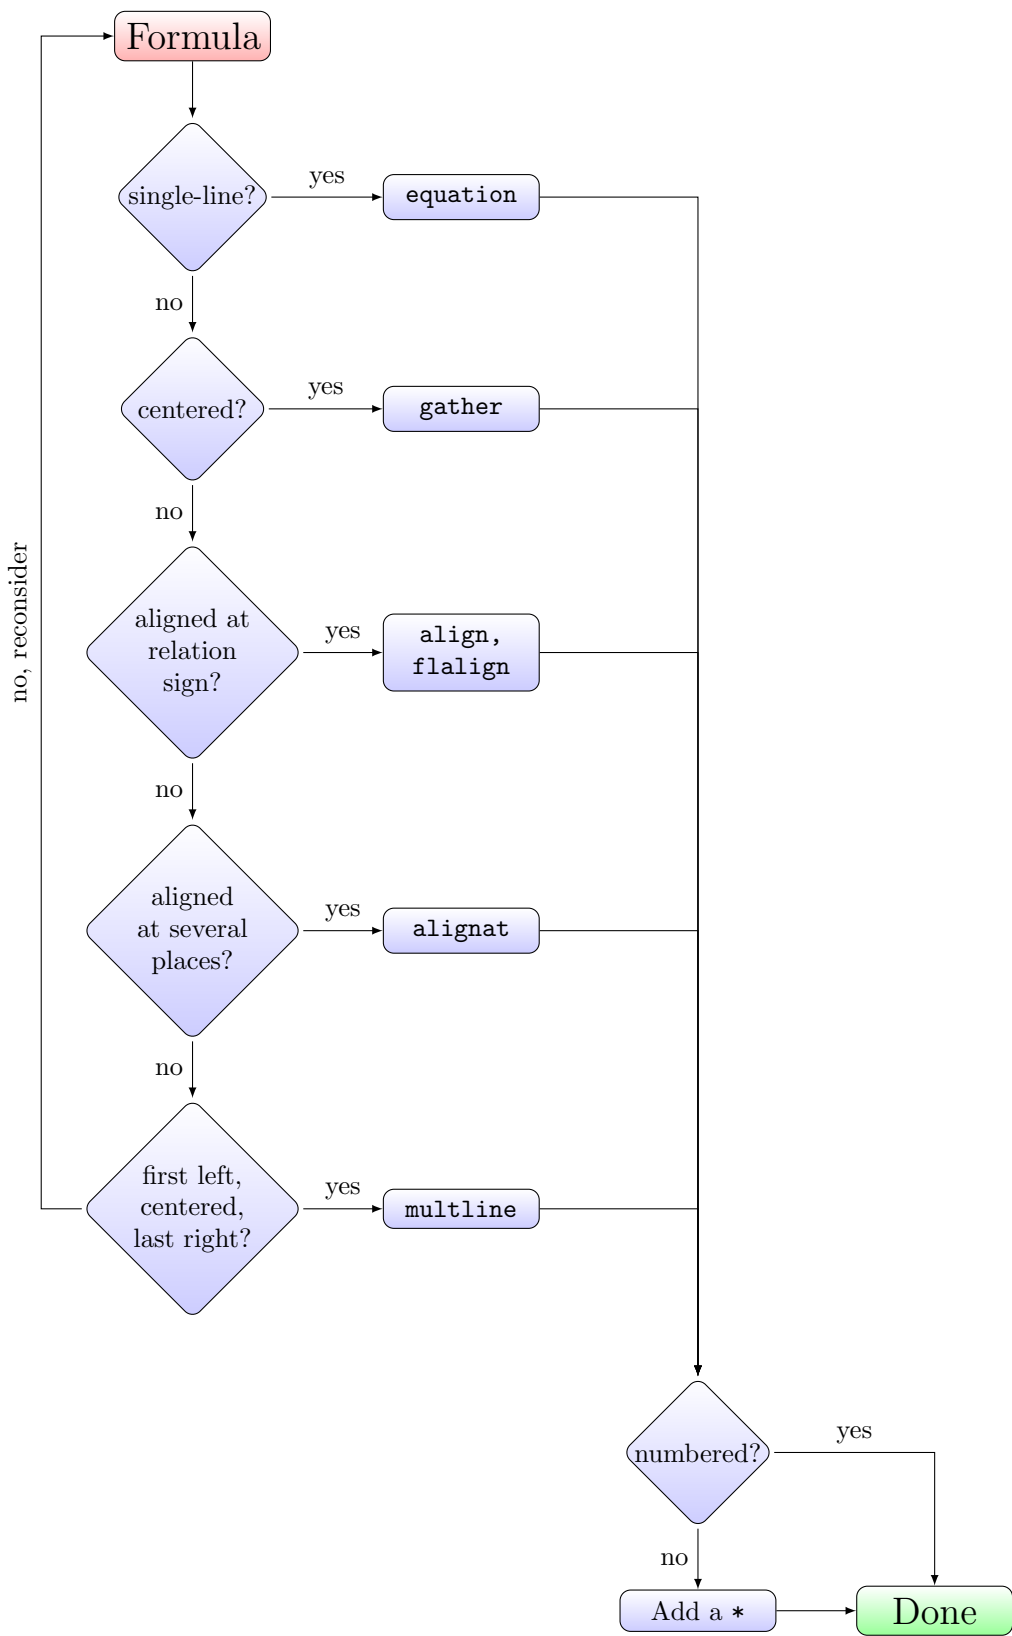 Formula
single-line?
yes
equation
no
centered?
yes
gather
no
aligned at
relation
sign?
yes
align,
flalign
no, reconsider
no
aligned
at several
places?
yes
alignat
no
first left,
centered,
last right?
yes
multline
numbered?
yes
no
Add a *
Done